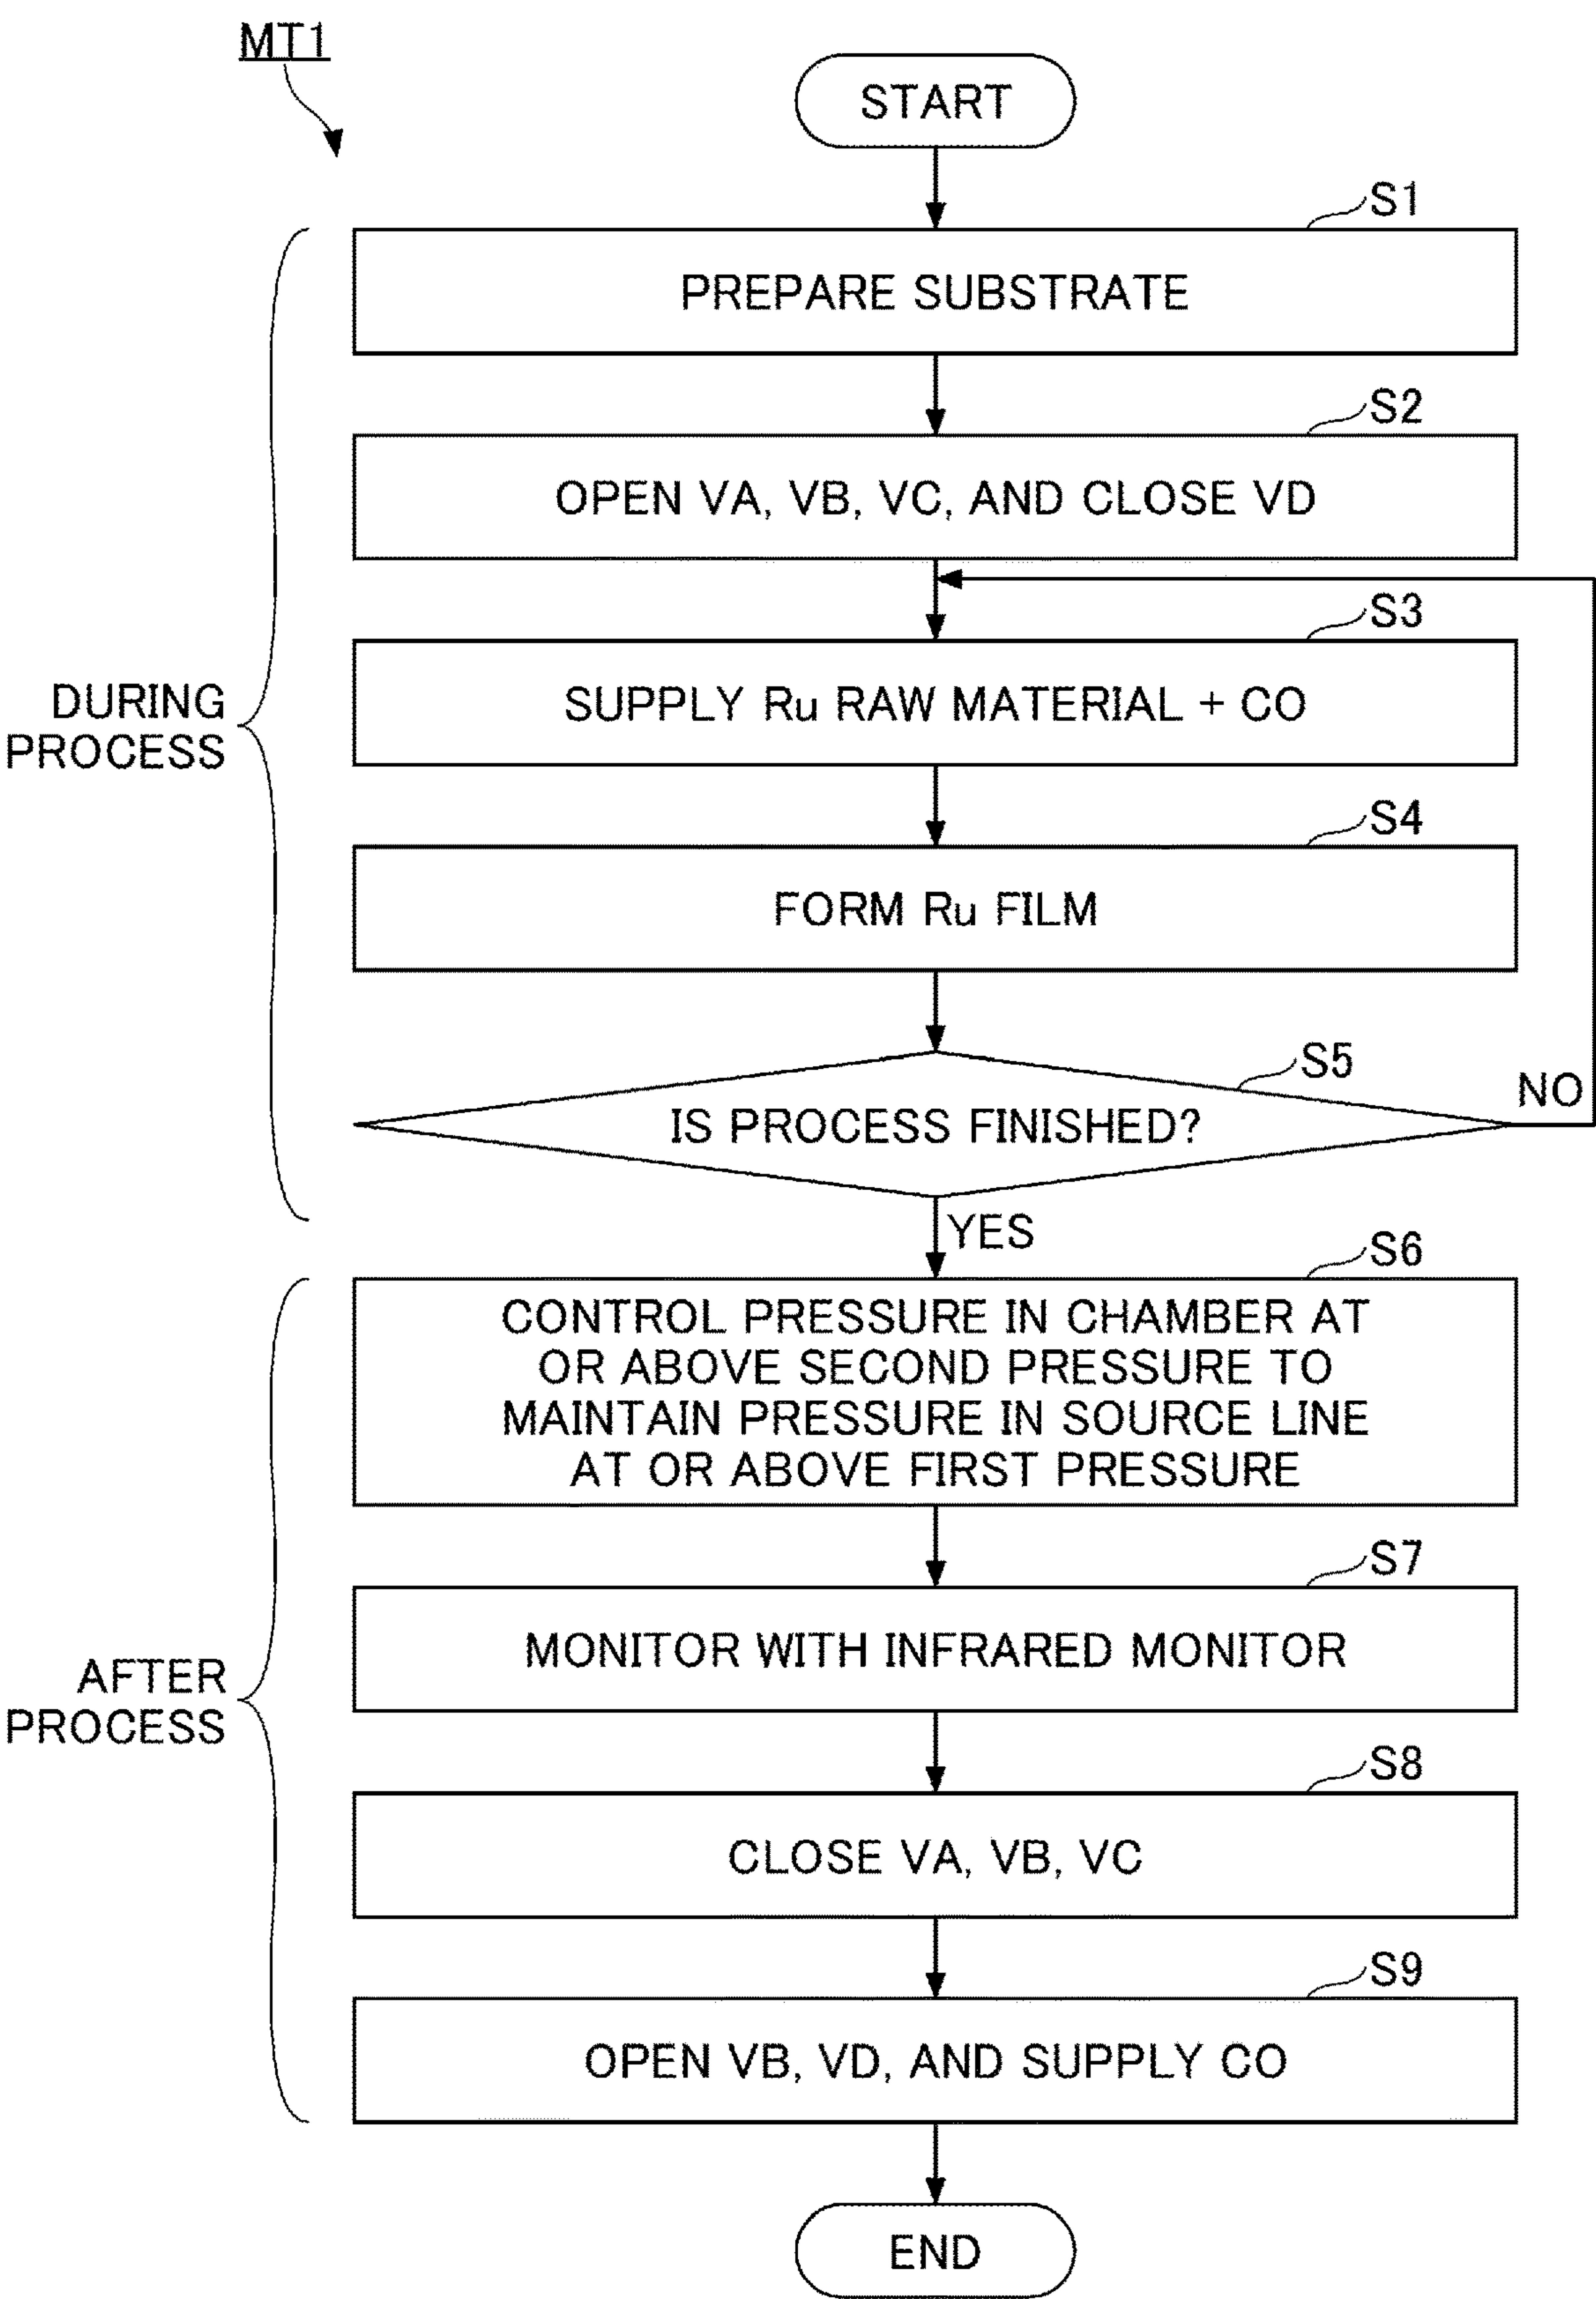 MT1
START
S1
PREPARE SUBSTRATE
S2
OPEN VA, VB, VC, AND CLOSE VD
S3
SUPPLY Ru RAW MATERIAL + CO
DURING
PROCESS
S4
FORM Ru FILM
S5
IS PROCESS FINISHED?
NO
YES
S6
CONTROL PRESSURE IN CHAMBER AT
OR ABOVE SECOND PRESSURE TO
MAINTAIN PRESSURE IN SOURCE LINE
AT OR ABOVE FIRST PRESSURE
S7
MONITOR WITH INFRARED MONITOR
AFTER
PROCESS
S8
CLOSE VA, VB, VC
S9
OPEN VB, VD, AND SUPPLY CO
END